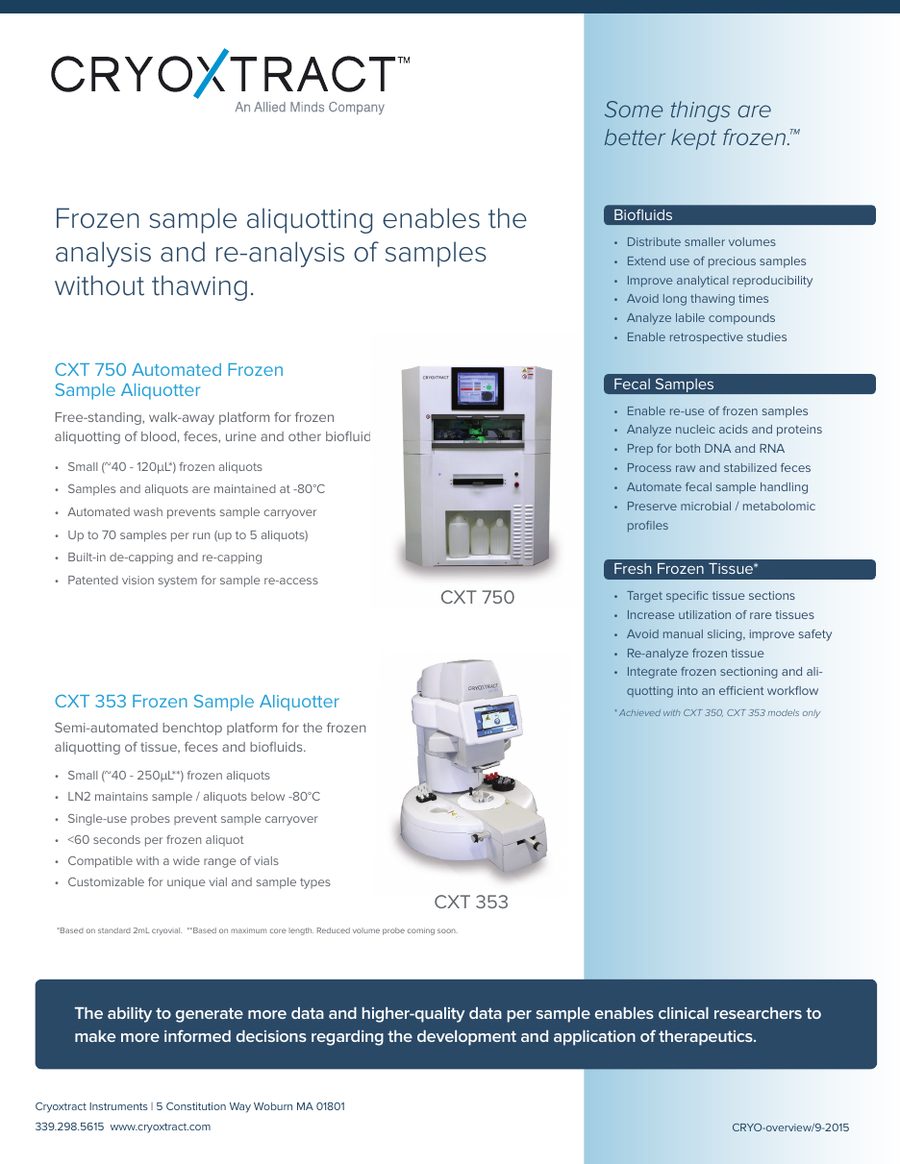 CRYOXTRACT™
An Allied Minds Company
Some things are
better kept frozen.™
Frozen sample aliquotting enables the
analysis and re-analysis of samples
without thawing.
CXT 750 Automated Frozen
Sample Aliquotter
Free-standing, walk-away platform for frozen
aliquotting of blood, feces, urine and other biofluid
• Small (~40 - 120µL*) frozen aliquots
• Samples and aliquots are maintained at -80°C
• Automated wash prevents sample carryover
• Up to 70 samples per run (up to 5 aliquots)
• Built-in de-capping and re-capping
• Patented vision system for sample re-access
CRYOXTRACT
CXT 750
CXT 353 Frozen Sample Aliquotter
Semi-automated benchtop platform for the frozen
aliquotting of tissue, feces and biofluids.
• Small (~40 - 250µL**) frozen aliquots
• LN2 maintains sample / aliquots below -80°C
• Single-use probes prevent sample carryover
• <60 seconds per frozen aliquot
• Compatible with a wide range of vials
• Customizable for unique vial and sample types
CRYOXTRACT
CXT 353
*Based on standard 2mL cryovial. **Based on maximum core length. Reduced volume probe coming soon.
Biofluids
• Distribute smaller volumes
• Extend use of precious samples
• Improve analytical reproducibility
• Avoid long thawing times
• Analyze labile compounds
• Enable retrospective studies
Fecal Samples
• Enable re-use of frozen samples
• Analyze nucleic acids and proteins
• Prep for both DNA and RNA
• Process raw and stabilized feces
• Automate fecal sample handling
• Preserve microbial / metabolomic
profiles
Fresh Frozen Tissue*
• Target specific tissue sections
• Increase utilization of rare tissues
• Avoid manual slicing, improve safety
• Re-analyze frozen tissue
• Integrate frozen sectioning and ali-
quotting into an efficient workflow
* Achieved with CXT 350, CXT 353 models only
The ability to generate more data and higher-quality data per sample enables clinical researchers to
make more informed decisions regarding the development and application of therapeutics.
Cryoxtract Instruments | 5 Constitution Way Woburn MA 01801
339.298.5615 www.cryoxtract.com
CRYO-overview/9-2015